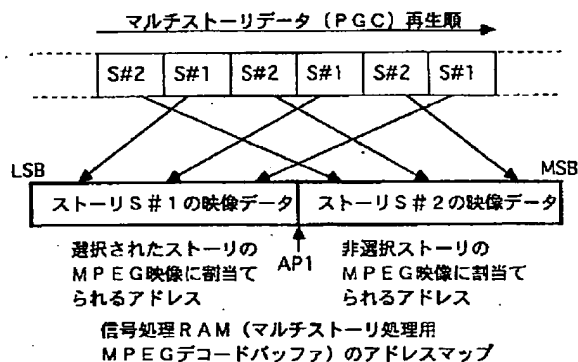 マルチストーリデータ(PGC)再生順
S#2 S#1 S#2 S#1 S#2 S#1
LSB MSB
ストーリS#1の映像データ ストーリS#2の映像データ
選択されたストーリの
MPEG映像に割当て
られるアドレス
AP1
非選択ストーリの
MPEG映像に割当て
られるアドレス
信号処理RAM(マルチストーリ処理用
MPEGデコードバッファ)のアドレスマップ